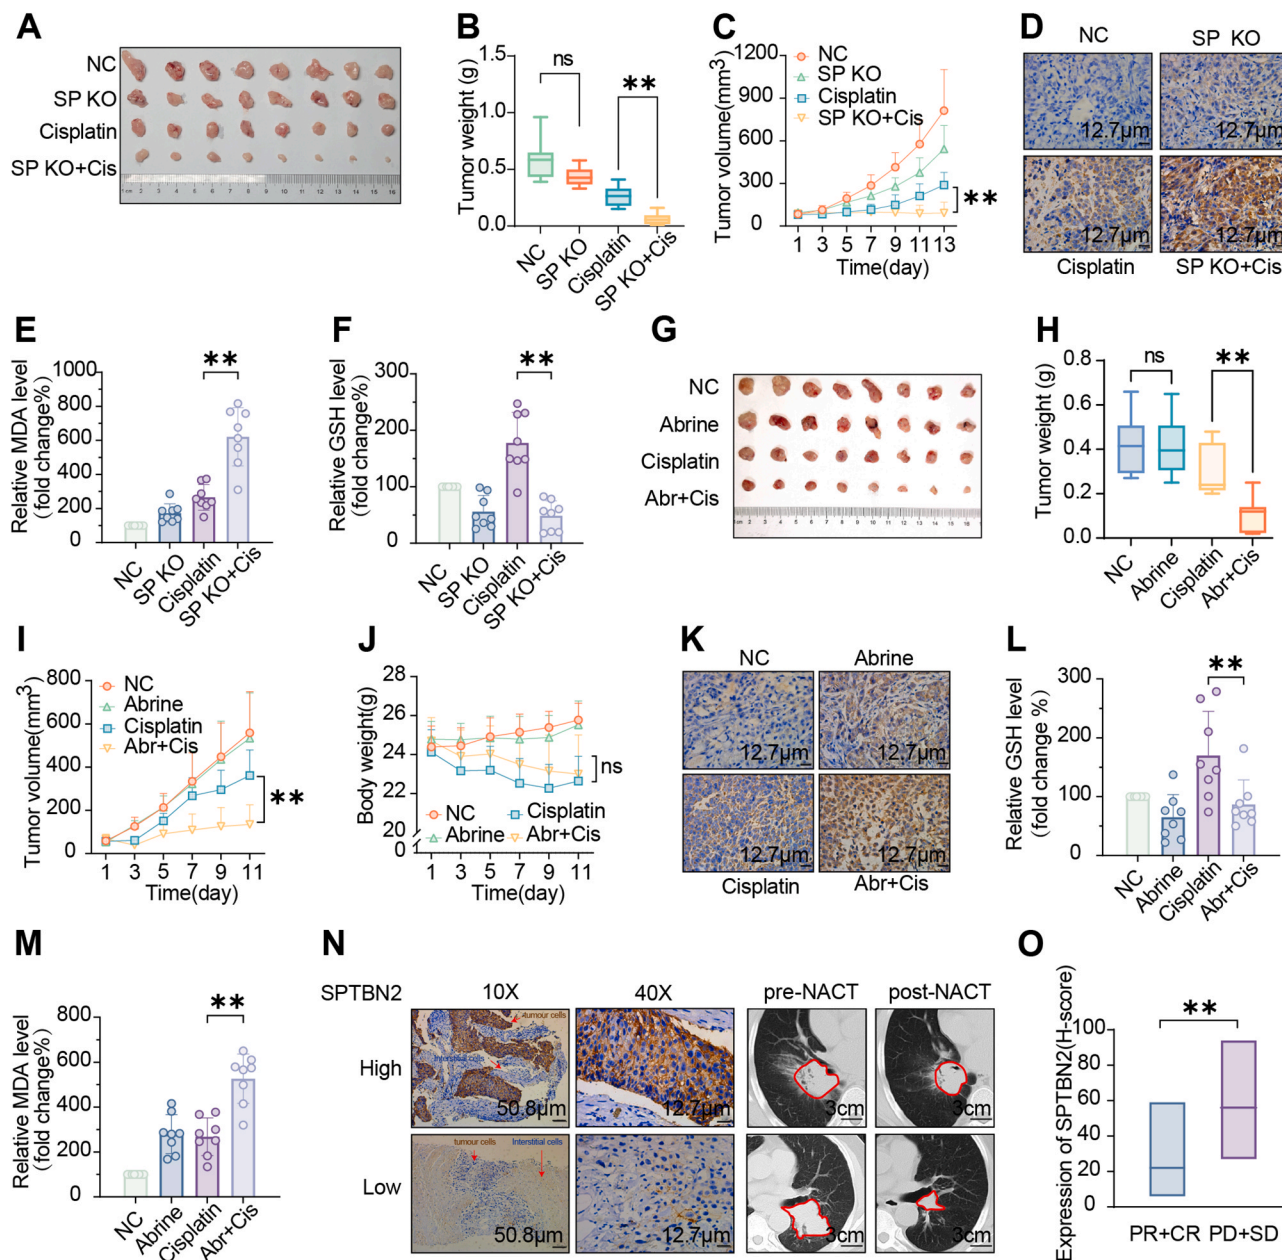 A
NC
SP KO
Cisplatin
SP KO+Cis
B
Tumor weight (g)
1.5
1.0
0.5
0.0
ns
**
NC
SP KO
Cisplatin
SP KO+Cis
C
Tumor volume(mm3)
1200
900
600
300
0
NC
SP KO
Cisplatin
SP KO+Cis
**
1 3 5 7 9 11 13
Time(day)
D
NC
SP KO
12.7μm
12.7μm
12.7μm
12.7μm
Cisplatin
SP KO+Cis
E
Relative MDA level
(fold change%)
1000
800
600
400
200
0
**
NC
SP KO
Cisplatin
SP KO+Cis
F
Relative GSH level
(fold change%)
300
200
100
0
**
NC
SP KO
Cisplatin
SP KO+Cis
G
NC
Abrine
Cisplatin
Abr+Cis
H
Tumor weight (g)
0.8
0.6
0.4
0.2
0.0
ns
**
NC
Abrine
Cisplatin
Abr+Cis
I
Tumor volume(mm3)
800
600
400
200
0
NC
Abrine
Cisplatin
Abr+Cis
**
1 3 5 7 9 11
Time(day)
J
Body weight(g)
28
26
24
22
20
0
ns
NC
Cisplatin
Abrine
Abr+Cis
1 3 5 7 9 11
Time(day)
K
NC
Abrine
12.7μm
12.7μm
12.7μm
12.7μm
Cisplatin
Abr+Cis
L
Relative GSH level
(fold change %)
300
200
100
0
**
NC
Abrine
Cisplatin
Abr+Cis
M
Relative MDA level
(fold change%)
800
600
400
200
0
**
NC
Abrine
Cisplatin
Abr+Cis
N
SPTBN2
10X
40X
pre-NACT
post-NACT
High
tumour cells
Interstitial cells
50.8μm
12.7μm
3cm
3cm
Low
tumour cells
Interstitial cells
50.8μm
12.7μm
3cm
3cm
O
Expression of SPTBN2(H-score)
100
80
60
40
20
0
**
PR+CR
PD+SD